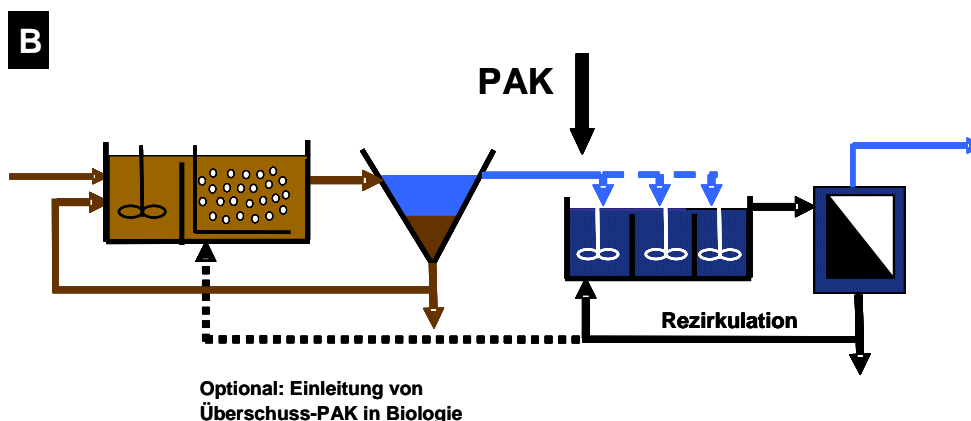 B
PAK
Rezirkulation
Optional: Einleitung von
Überschuss-PAK in Biologie